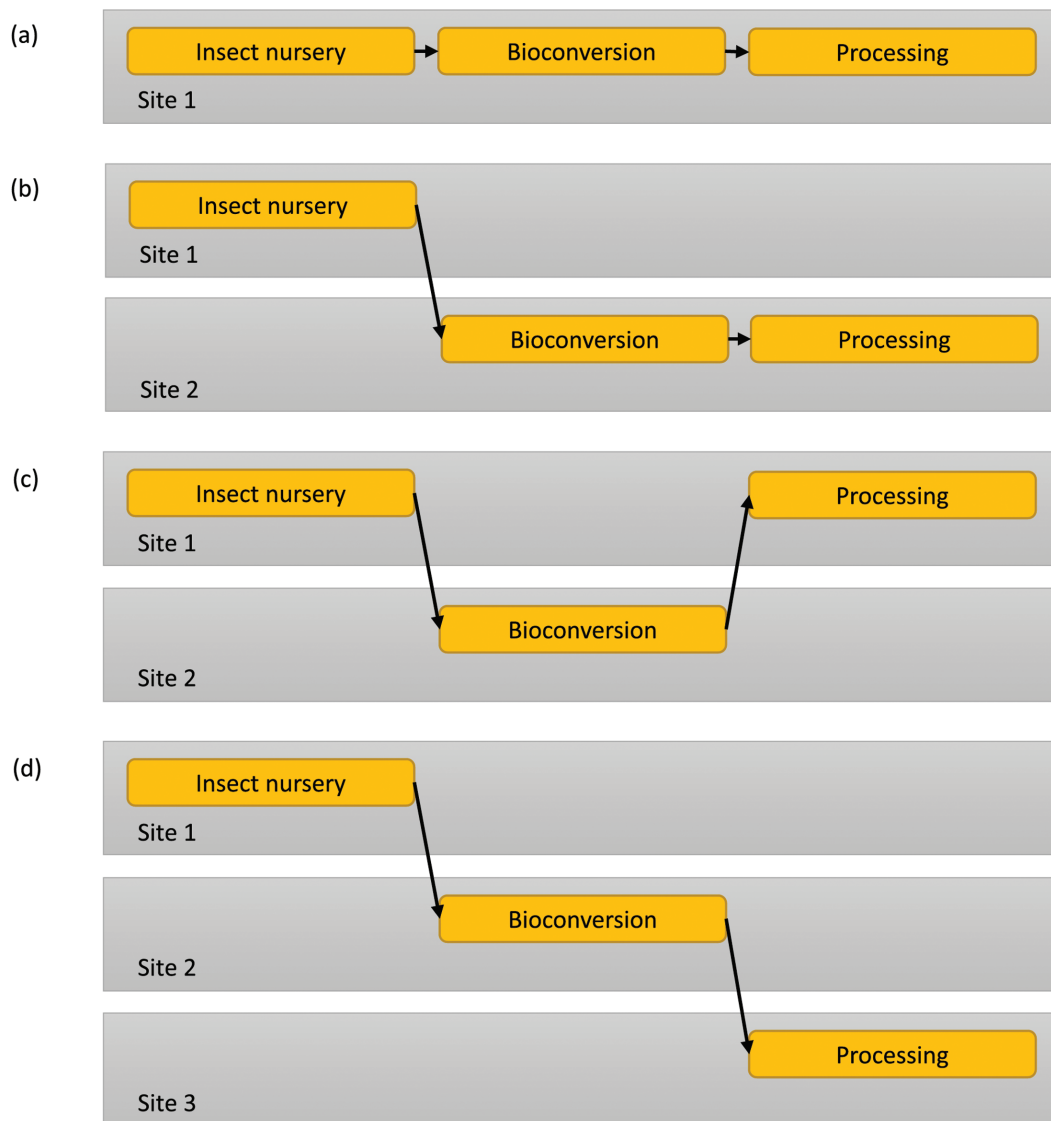 (a)
Insect nursery
Bioconversion
Processing
Site 1
(b)
Insect nursery
Site 1
Bioconversion
Processing
Site 2
(c)
Insect nursery
Processing
Site 1
Bioconversion
Site 2
(d)
Insect nursery
Site 1
Bioconversion
Site 2
Processing
Site 3